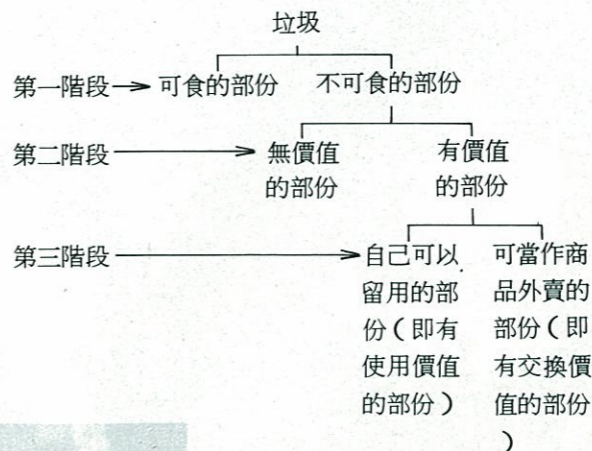 垃圾
第一階段 可食的部份 不可食的部份
第二階段 無價值 有價值
的部份 的部份
第三階段 自己可以 可當作商
留用的部 品外賣的
份（即有 部份（即
使用價值 有交換價
的部份） 值的部份
）